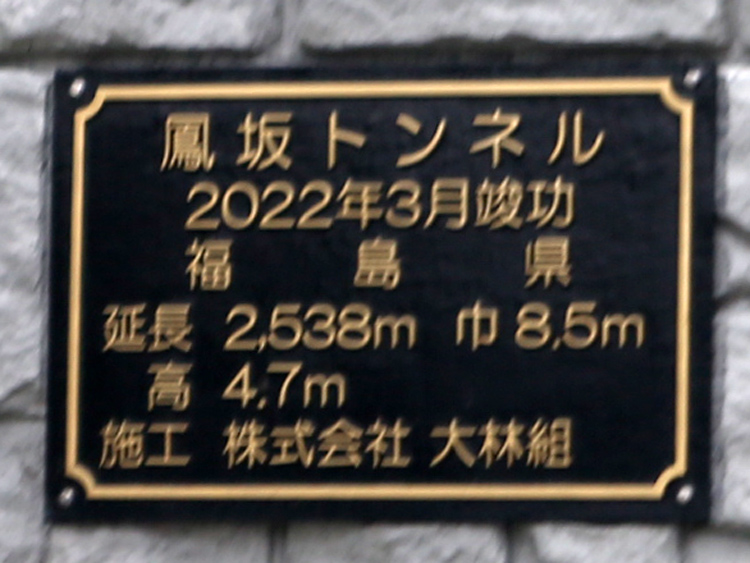 鳳坂トンネル
2022年3月竣功
福島県
延長 2,538m 巾 8.5m
高 4.7m
施工 株式会社 大林組